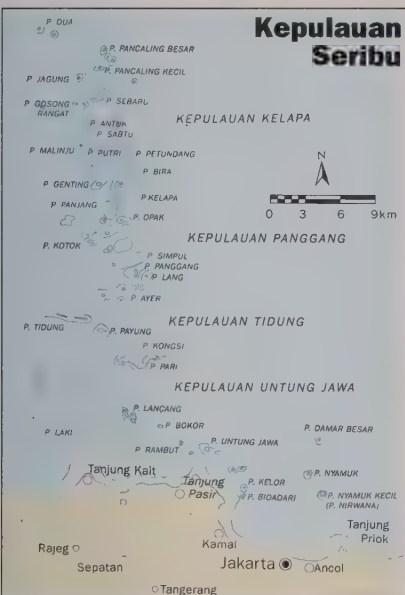 Kepulauan
Seribu
P DUA
P. PANCALING BESAR
P. PANCALING KECIL
P JAGUNG
P GOSONG
RANGAT
P SEBARU
KEPULAUAN KELAPA
P ANTUK
P SABTU
P MALINJU
P PUTRI
P PETUNDANG
P BIRA
P GENTING
N
P KELAPA
P PANJANG
P. OPAK
0 3 6 9km
P. KOTOK
KEPULAUAN PANGGANG
P SIMPUL
P PANGGANG
P LANG
P AYER
P. TIDUNG
P. PAYUNG
KEPULAUAN TIDUNG
P KONGSI
P PARI
KEPULAUAN UNTUNG JAWA
P. LANCANG
P BOKOR
P. DAMAR BESAR
P. LAKI
P. RAMBUT
P. UNTUNG JAWA
Tanjung Kait
Tanjung
Pasir
P. KELOR
P. NYAMUK
P. BIDADARI
P. NYAMUK KECIL
(P. NIRWANA)
Tanjung
Priok
Kamal
Rajeg
Sepatan
Jakarta
Ancol
Tangerang